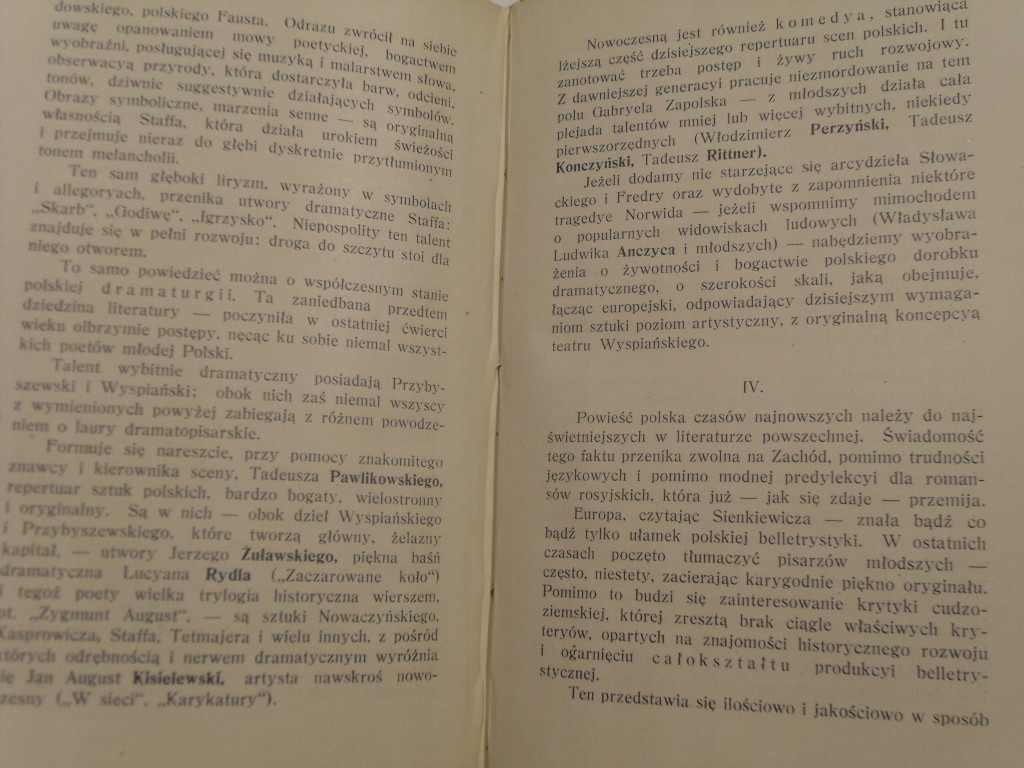 dowskiego, polskiego Fausta. Odrazu zwrócił na siebie
uwagę opanowaniem mowy poetyckiej, bogactwem
wyobraźni, posługującej się muzyką i malarstwem słowa,
obserwacyą przyrody, która dostarczyła barw, odcieni,
tonów, dziwnie suggestywnie działających symbolów.
Obrazy symboliczne, marzenia senne — są oryginalną
własnością Staffa, która działa urokiem świeżości
i przejmuje nieraz do głębi dyskretnie przytłumionym
tonem melancholii.
Ten sam głęboki liryzm, wyrażony w symbolach
i allegoryach, przenika utwory dramatyczne Staffa:
„Skarb“, „Godiwę“, „Igrzysko“. Niepospolity ten talent
znajduje się w pełni rozwoju: droga do szczytu stoi dla
niego otworem.
To samo powiedzieć można o współczesnym stanie
polskiej dramaturgii. Ta zaniedbana przedtem
dziedzina literatury — poczyniła w ostatniej ćwierci
wieku olbrzymie postępy, nęcąc ku sobie niemal wszyst-
kich poetów młodej Polski.
Talent wybitnie dramatyczny posiadają Przyby-
szewski i Wyspiański: obok nich zaś niemal wszyscy
z wymienionych powyżej zabiegają z różnem powodze-
niem o laury dramatopisarskie.
Formuje się nareszcie, przy pomocy znakomitego
znawcy i kierownika sceny, Tadeusza Pawlikowskiego,
repertuar sztuk polskich, bardzo bogaty, wielostronny
i oryginalny. Są w nich — obok dzieł Wyspiańskiego
i Przybyszewskiego, które tworzą główny, żelazny
kapitał, — utwory Jerzego Żuławskiego, piękna baśń
dramatyczna Lucyana Rydla („Zaczarowane koło“)
i tegoż poety wielka trylogia historyczna wierszem,
pt. „Zygmunt August“, — są sztuki Nowaczyńskiego,
Kasprowicza, Staffa, Tetmajera i wielu innych, z pośród
których odrębnością i nerwem dramatycznym wyróżnia
się Jan August Kisielewski, artysta nawskroś nowo-
czesny („W sieci“, „Karykatury“).
Nowoczesną jest również komedya, stanowiąca
lżejszą część dzisiejszego repertuaru scen polskich. I tu
zanotować trzeba postęp i żywy ruch rozwojowy.
Z dawniejszej generacyi pracuje niezmordowanie na tem
polu Gabryela Zapolska — z młodszych działa cała
plejada talentów mniej lub więcej wybitnych, niekiedy
pierwszorzędnych (Włodzimierz Perzyński, Tadeusz
Konczyński, Tadeusz Rittner).
Jeżeli dodamy nie starzejące się arcydzieła Słowa-
ckiego i Fredry oraz wydobyte z zapomnienia niektóre
tragedye Norwida — jeżeli wspomnimy mimochodem
o popularnych widowiskach ludowych (Władysława
Ludwika Anczyca i młodszych) — nabędziemy wyobra-
żenia o żywotności i bogactwie polskiego dorobku
dramatycznego, o szerokości skali, jaką obejmuje,
łącząc europejski, odpowiadający dzisiejszym wymaga-
niom sztuki poziom artystyczny, z oryginalną koncepcyą
teatru Wyspiańskiego.
IV.
Powieść polska czasów najnowszych należy do naj-
świetniejszych w literaturze powszechnej. Świadomość
tego faktu przenika zwolna na Zachód, pomimo trudności
językowych i pomimo modnej predylekcyi dla roman-
sów rosyjskich, która już — jak się zdaje — przemija.
Europa, czytając Sienkiewicza — znała bądź co
bądź tylko ułamek polskiej belletrystyki. W ostatnich
czasach poczęto tłumaczyć pisarzów młodszych —
często, niestety, zacierając karygodnie piękno oryginału.
Pomimo to budzi się zainteresowanie krytyki cudzo-
ziemskiej, której zresztą brak ciągle właściwych kry-
teryów, opartych na znajomości historycznego rozwoju
i ogarnięciu całokształtu produkcyi belletry-
stycznej.
Ten przedstawia się ilościowo i jakościowo w sposób